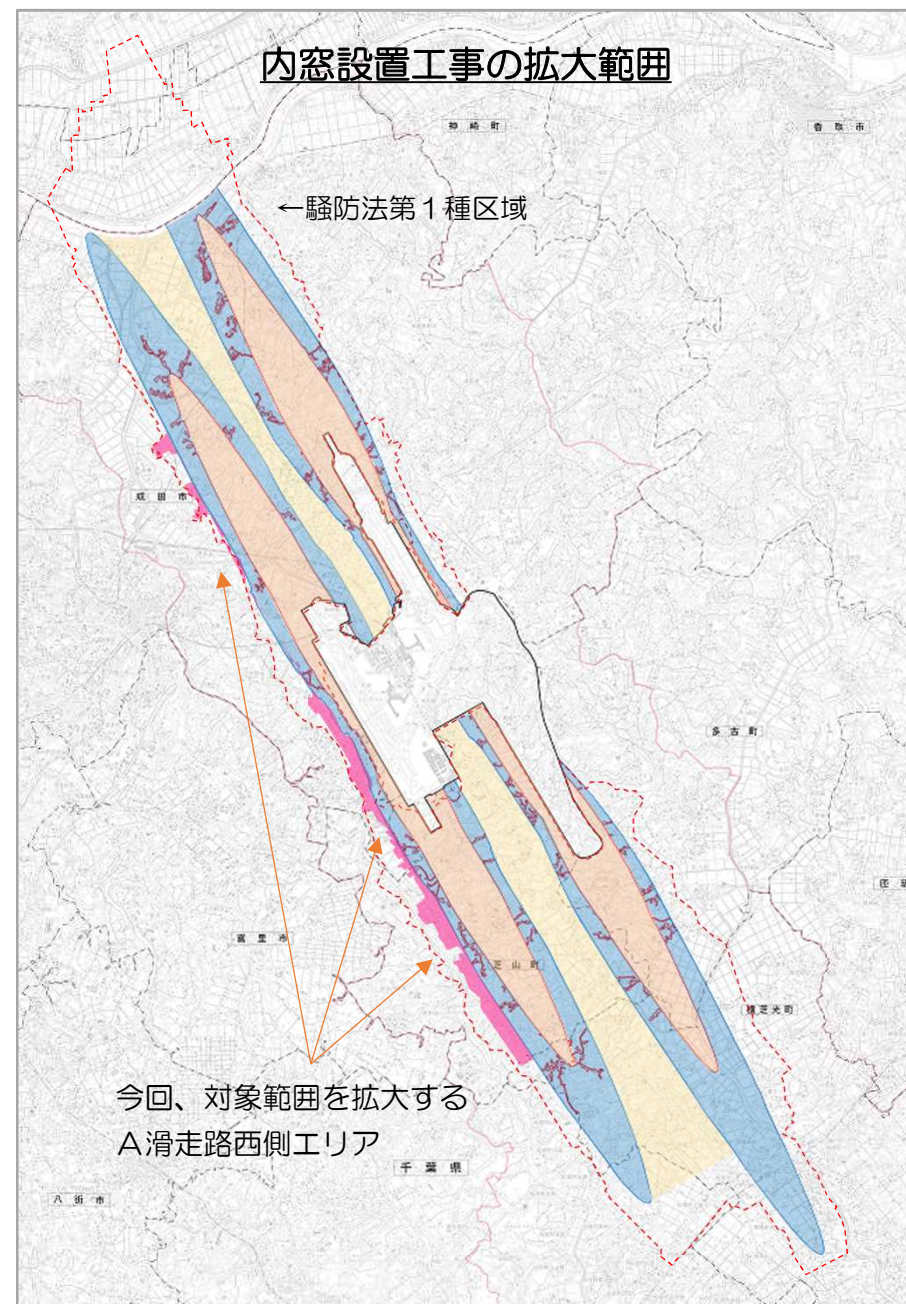 内窓設置工事の拡大範囲
神崎町
香取市
←騒防法第1種区域
成田市
多古町
富里市
芝山町
横芝光町
今回、対象範囲を拡大する
A滑走路西側エリア
千葉県
八街市